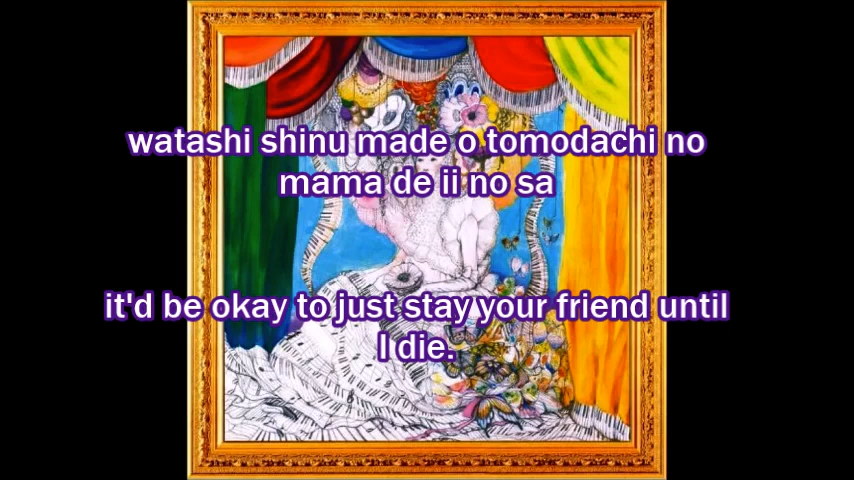 watashi shinu made o tomodachi no
mama de ii no sa
it'd be okay to just stay your friend until
I die.